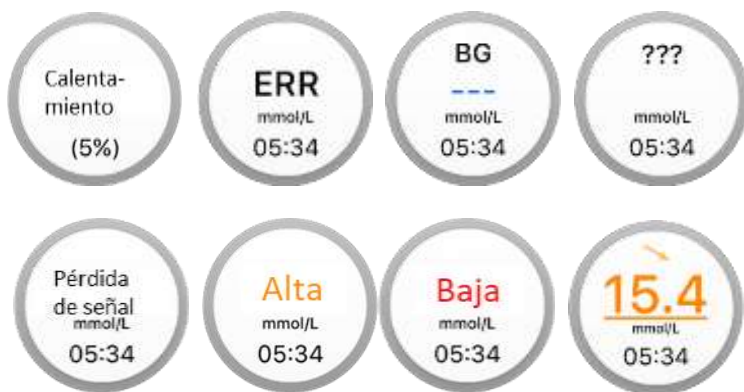 Calenta-
miento
(5%)
ERR
mmol/L
05:34
BG
---
mmol/L
05:34
???
mmol/L
05:34
Pérdida
de señal
mmol/L
05:34
Alta
mmol/L
05:34
Baja
mmol/L
05:34
15.4
mmol/L
05:34